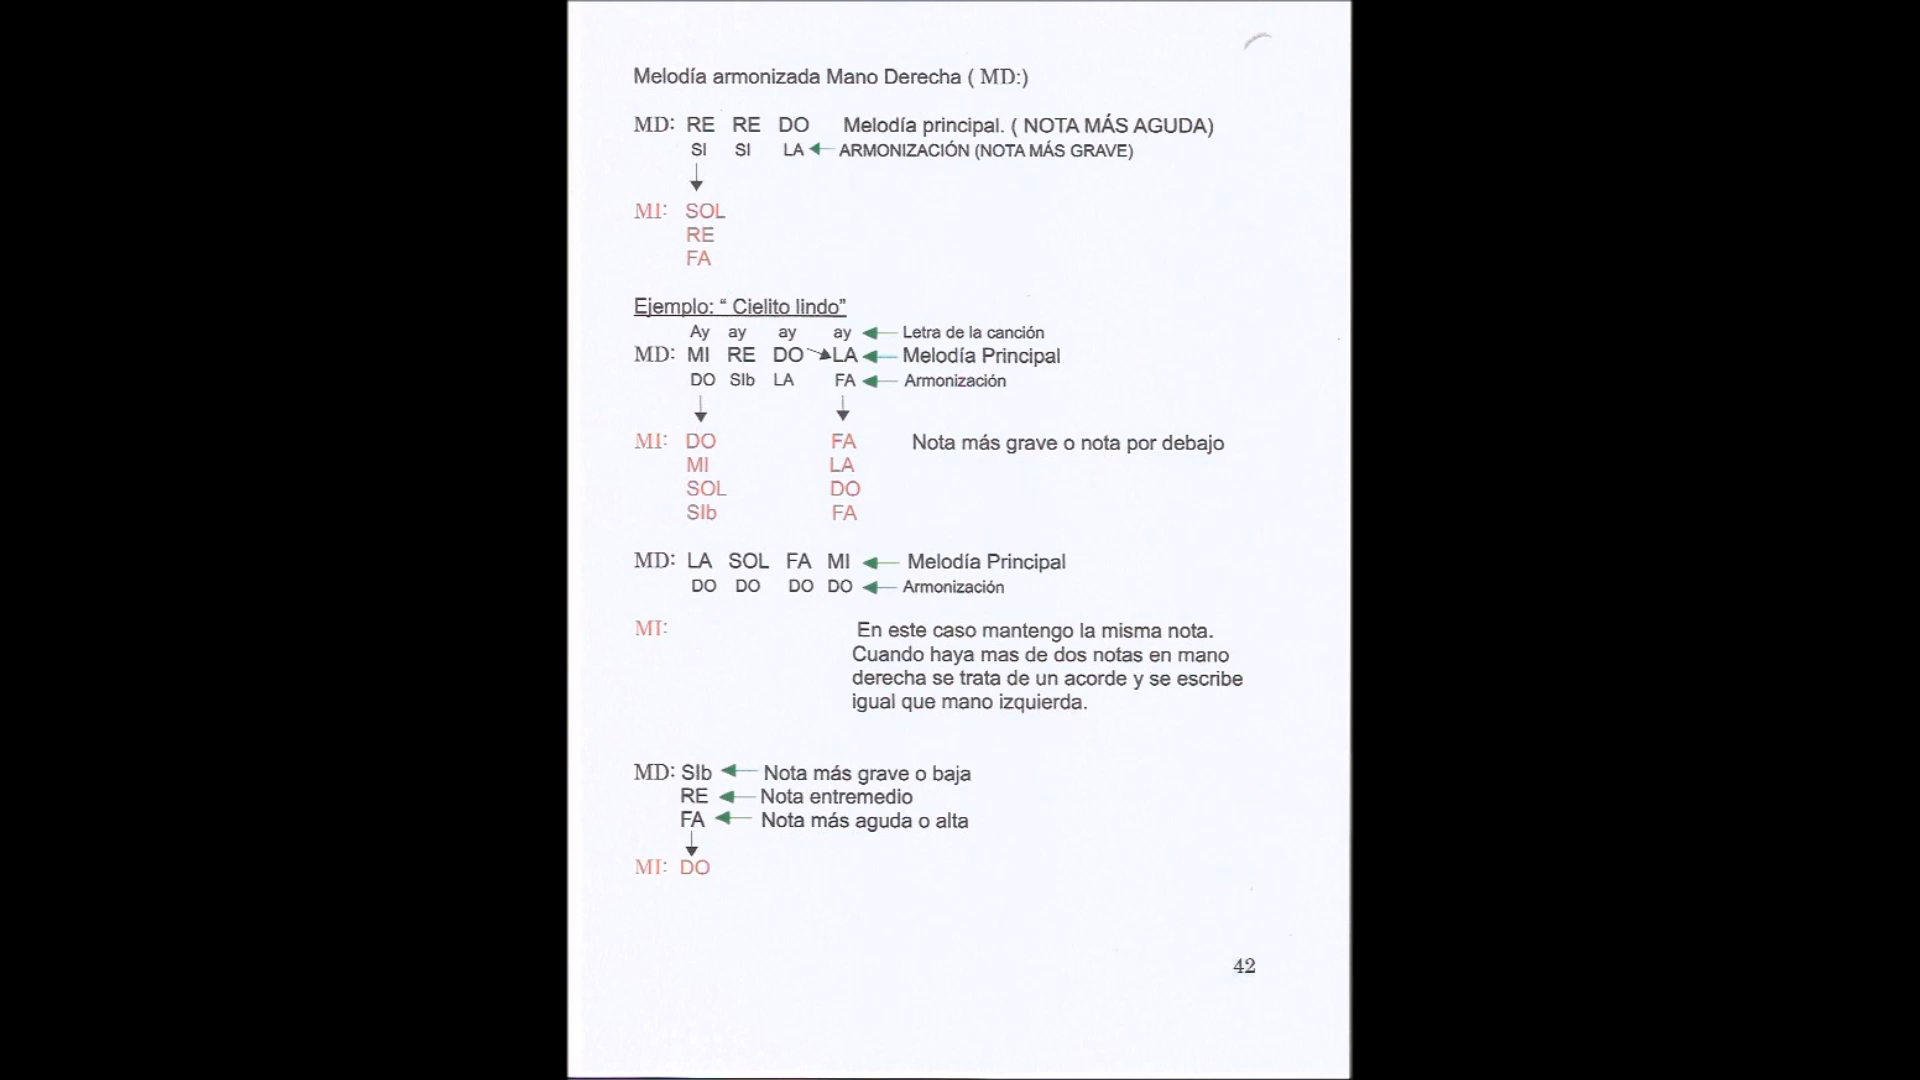 Melodía armonizada Mano Derecha ( MD:)
MD: RE RE DO Melodía principal. ( NOTA MÁS AGUDA)
SI SI LA ARMONIZACIÓN (NOTA MÁS GRAVE)
MI: SOL
RE
FA
Ejemplo: “ Cielito lindo”
Ay ay ay ay Letra de la canción
MD: MI RE DO LA Melodía Principal
DO SIb LA FA Armonización
MI: DO FA Nota más grave o nota por debajo
MI LA
SOL DO
SIb FA
MD: LA SOL FA MI Melodía Principal
DO DO DO DO Armonización
MI: En este caso mantengo la misma nota.
Cuando haya mas de dos notas en mano
derecha se trata de un acorde y se escribe
igual que mano izquierda.
MD: SIb Nota más grave o baja
RE Nota entremedio
FA Nota más aguda o alta
MI: DO
42